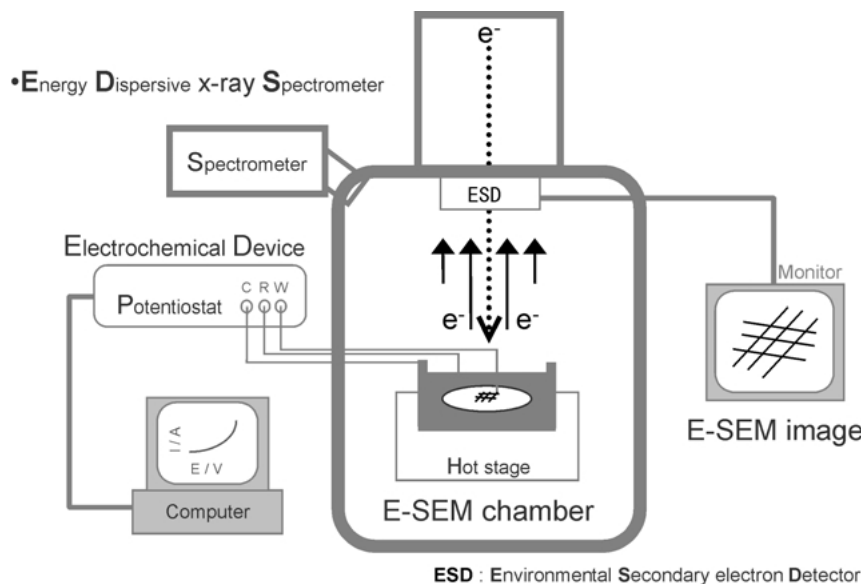 e-
•Energy Dispersive x-ray Spectrometer
Spectrometer
ESD
Electrochemical Device
Monitor
C R W
Potentiostat
e- e-
E-SEM image
I / A
E / V
Hot stage
Computer
E-SEM chamber
ESD : Environmental Secondary electron Detector